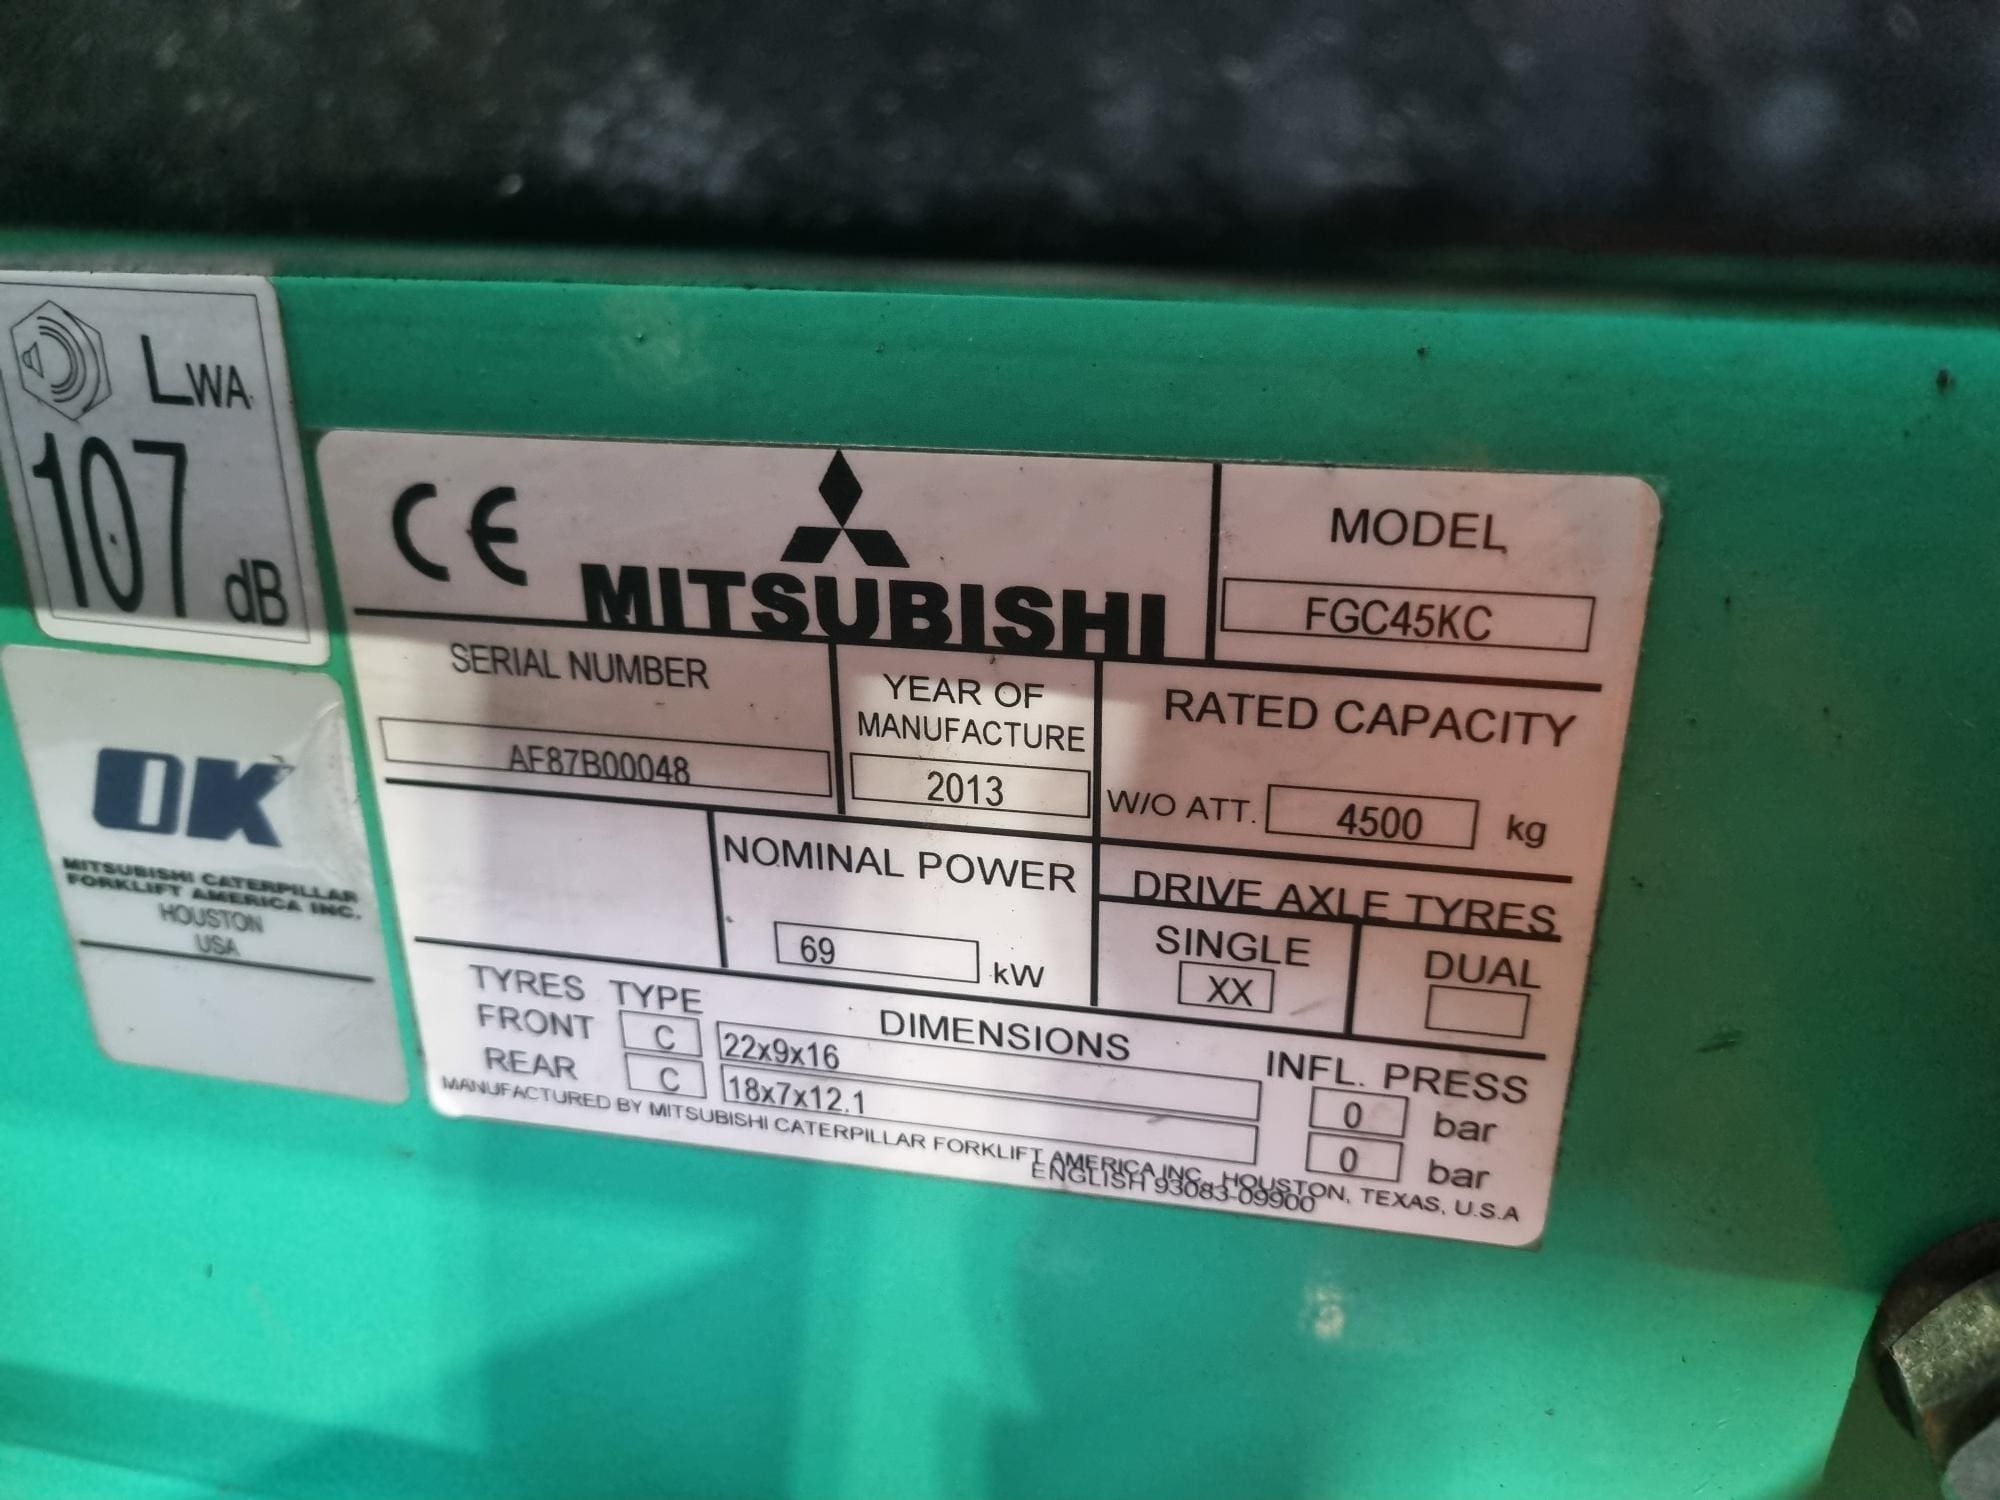 LWA
107 dB
OK
MITSUBISHI CATERPILLAR
FORKLIFT AMERICA INC.
HOUSTON
USA
CE
MITSUBISHI
MODEL
FGC45KC
SERIAL NUMBER
AF87B00048
YEAR OF
MANUFACTURE
2013
RATED CAPACITY
W/O ATT. 4500 kg
NOMINAL POWER
69 kW
DRIVE AXLE TYRES
SINGLE DUAL
XX
TYRES TYPE DIMENSIONS INFL. PRESS
FRONT C 22x9x16 0 bar
REAR C 18x7x12.1 0 bar
MANUFACTURED BY MITSUBISHI CATERPILLAR FORKLIFT AMERICA INC., HOUSTON, TEXAS, U.S.A
ENGLISH 93083-09900